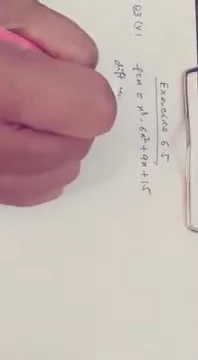 Exercise 6.5
Q3 (v)
f(x) = x³ - 6x² + 9x + 15
diff